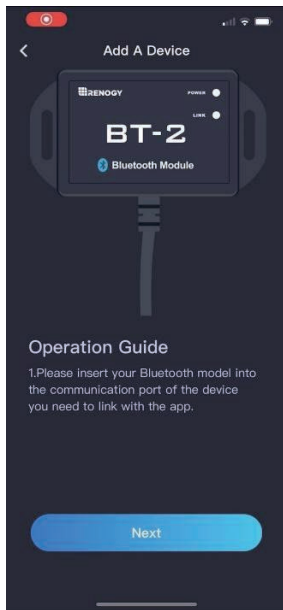 Add A Device
RENOGY
POWER
LINK
BT-2
Bluetooth Module
Operation Guide
1.Please insert your Bluetooth model into
the communication port of the device
you need to link with the app.
Next